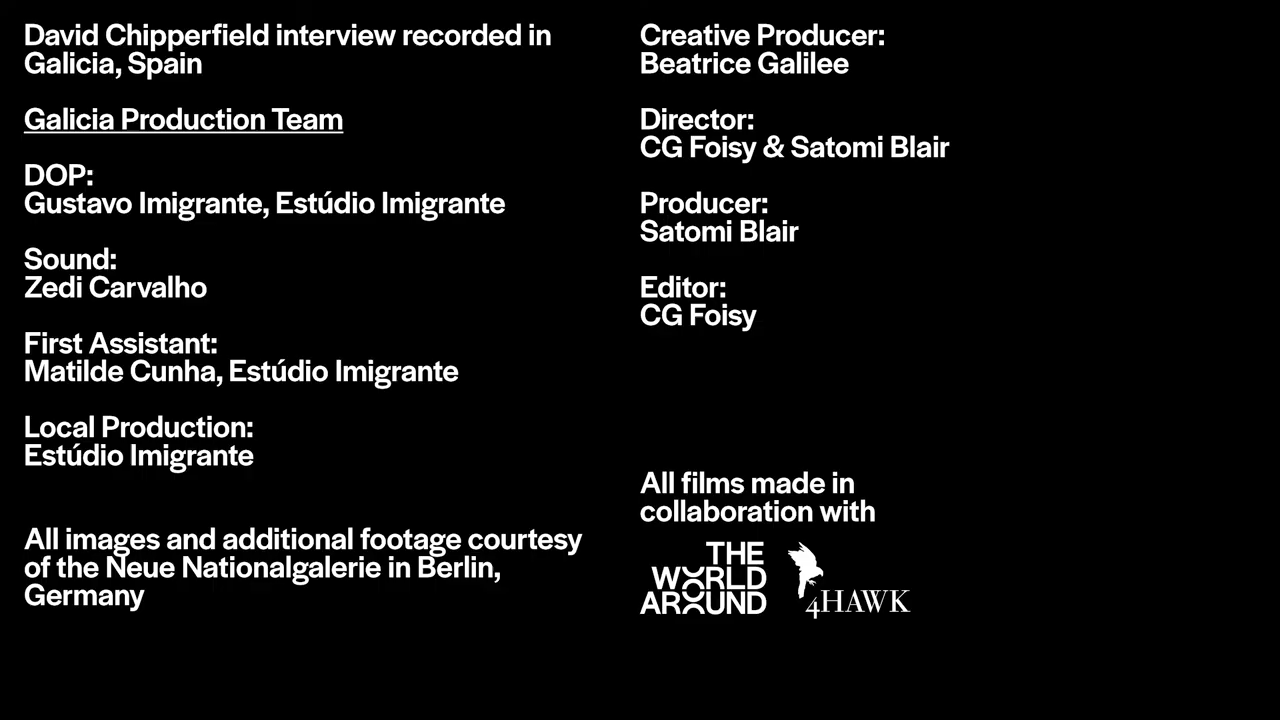 David Chipperfield interview recorded in
Galicia, Spain
Galicia Production Team
DOP:
Gustavo Imigrante, Estúdio Imigrante
Sound:
Zedi Carvalho
First Assistant:
Matilde Cunha, Estúdio Imigrante
Local Production:
Estúdio Imigrante
All images and additional footage courtesy
of the Neue Nationalgalerie in Berlin,
Germany
Creative Producer:
Beatrice Galilee
Director:
CG Foisy & Satomi Blair
Producer:
Satomi Blair
Editor:
CG Foisy
All films made in
collaboration with
THE
WORLD
AROUND
4HAWK